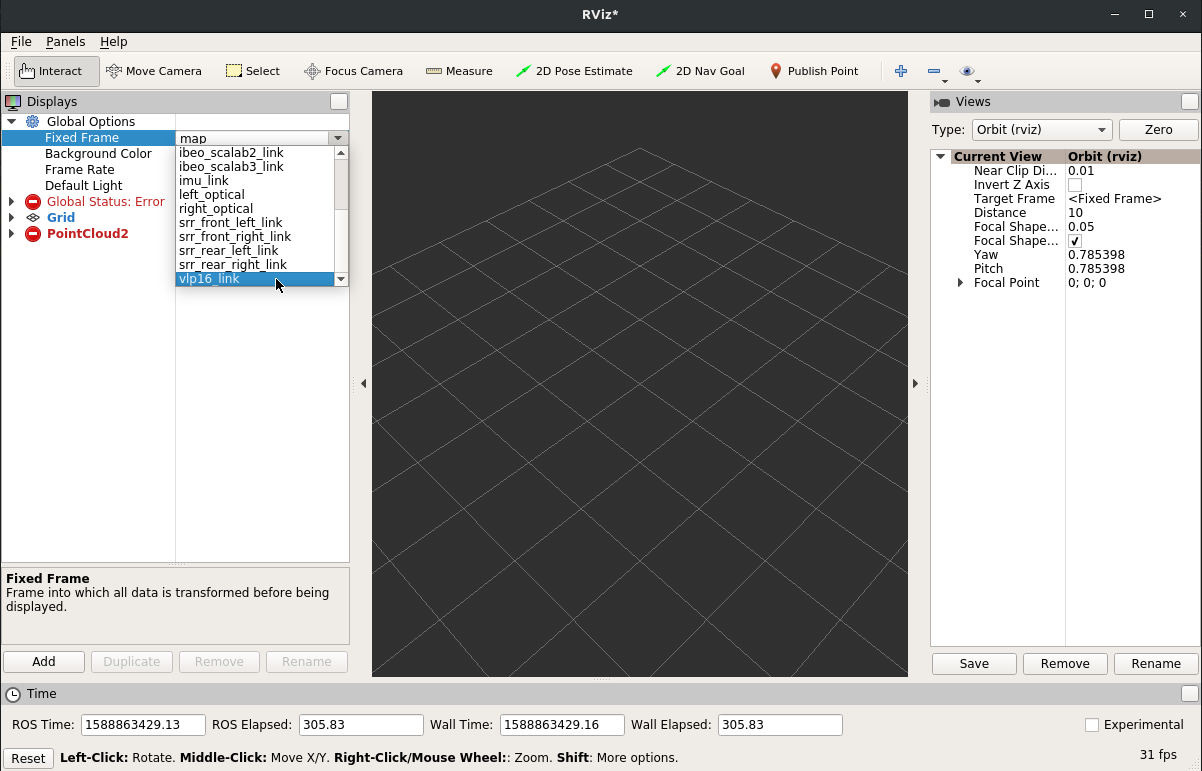 RViz*
File Panels Help
Interact Move Camera Select Focus Camera Measure 2D Pose Estimate 2D Nav Goal Publish Point
Displays
Global Options
Fixed Frame map
Background Color
Frame Rate
Default Light
Global Status: Error
Grid
PointCloud2
ibeo_scalab2_link
ibeo_scalab3_link
imu_link
left_optical
right_optical
srr_front_left_link
srr_front_right_link
srr_rear_left_link
srr_rear_right_link
vlp16_link
Fixed Frame
Frame into which all data is transformed before being
displayed.
Add Duplicate Remove Rename
Views
Type: Orbit (rviz) Zero
Current View Orbit (rviz)
Near Clip Di... 0.01
Invert Z Axis
Target Frame <Fixed Frame>
Distance 10
Focal Shape... 0.05
Focal Shape...
Yaw 0.785398
Pitch 0.785398
Focal Point 0; 0; 0
Save Remove Rename
Time
ROS Time: 1588863429.13 ROS Elapsed: 305.83 Wall Time: 1588863429.16 Wall Elapsed: 305.83 Experimental
Reset Left-Click: Rotate. Middle-Click: Move X/Y. Right-Click/Mouse Wheel:: Zoom. Shift: More options. 31 fps